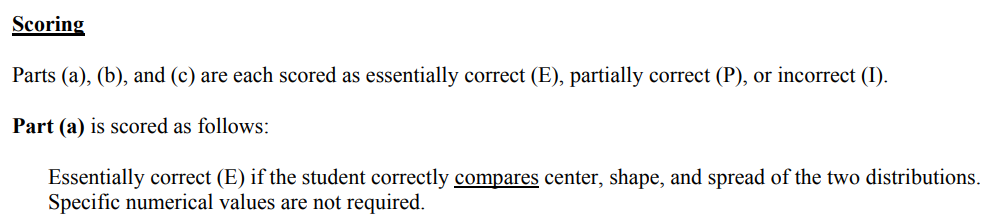 Scoring
Parts (a), (b), and (c) are each scored as essentially correct (E), partially correct (P), or incorrect (I).
Part (a) is scored as follows:
Essentially correct (E) if the student correctly compares center, shape, and spread of the two distributions.
Specific numerical values are not required.